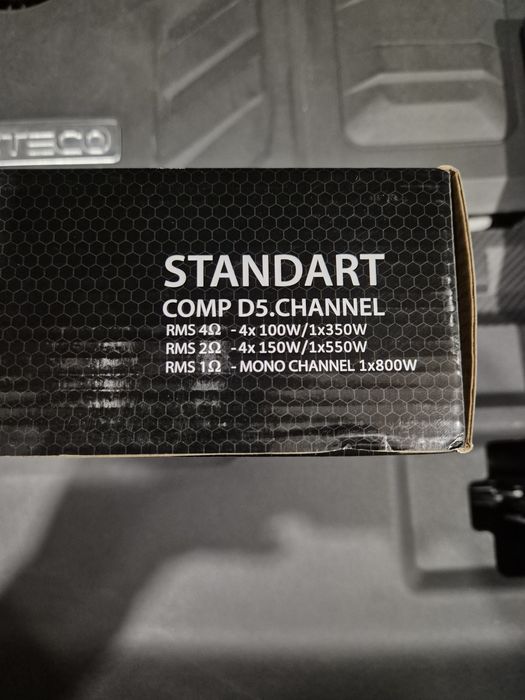 TECO
STANDART
COMP D5.CHANNEL
RMS 4Ω - 4x 100W/1x350W
RMS 2Ω - 4x 150W/1x550W
RMS 1Ω - MONO CHANNEL 1x800W